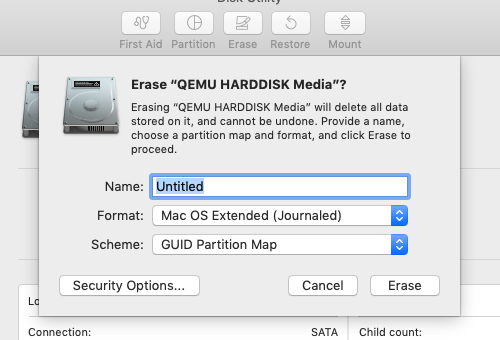 Disk Utility
First Aid Partition Erase Restore Mount
Erase “QEMU HARDDISK Media”?
Erasing “QEMU HARDDISK Media” will delete all data
stored on it, and cannot be undone. Provide a name,
choose a partition map and format, and click Erase to
proceed.
Name: Untitled
Format: Mac OS Extended (Journaled)
Scheme: GUID Partition Map
Security Options... Cancel Erase
Connection: SATA Child count: